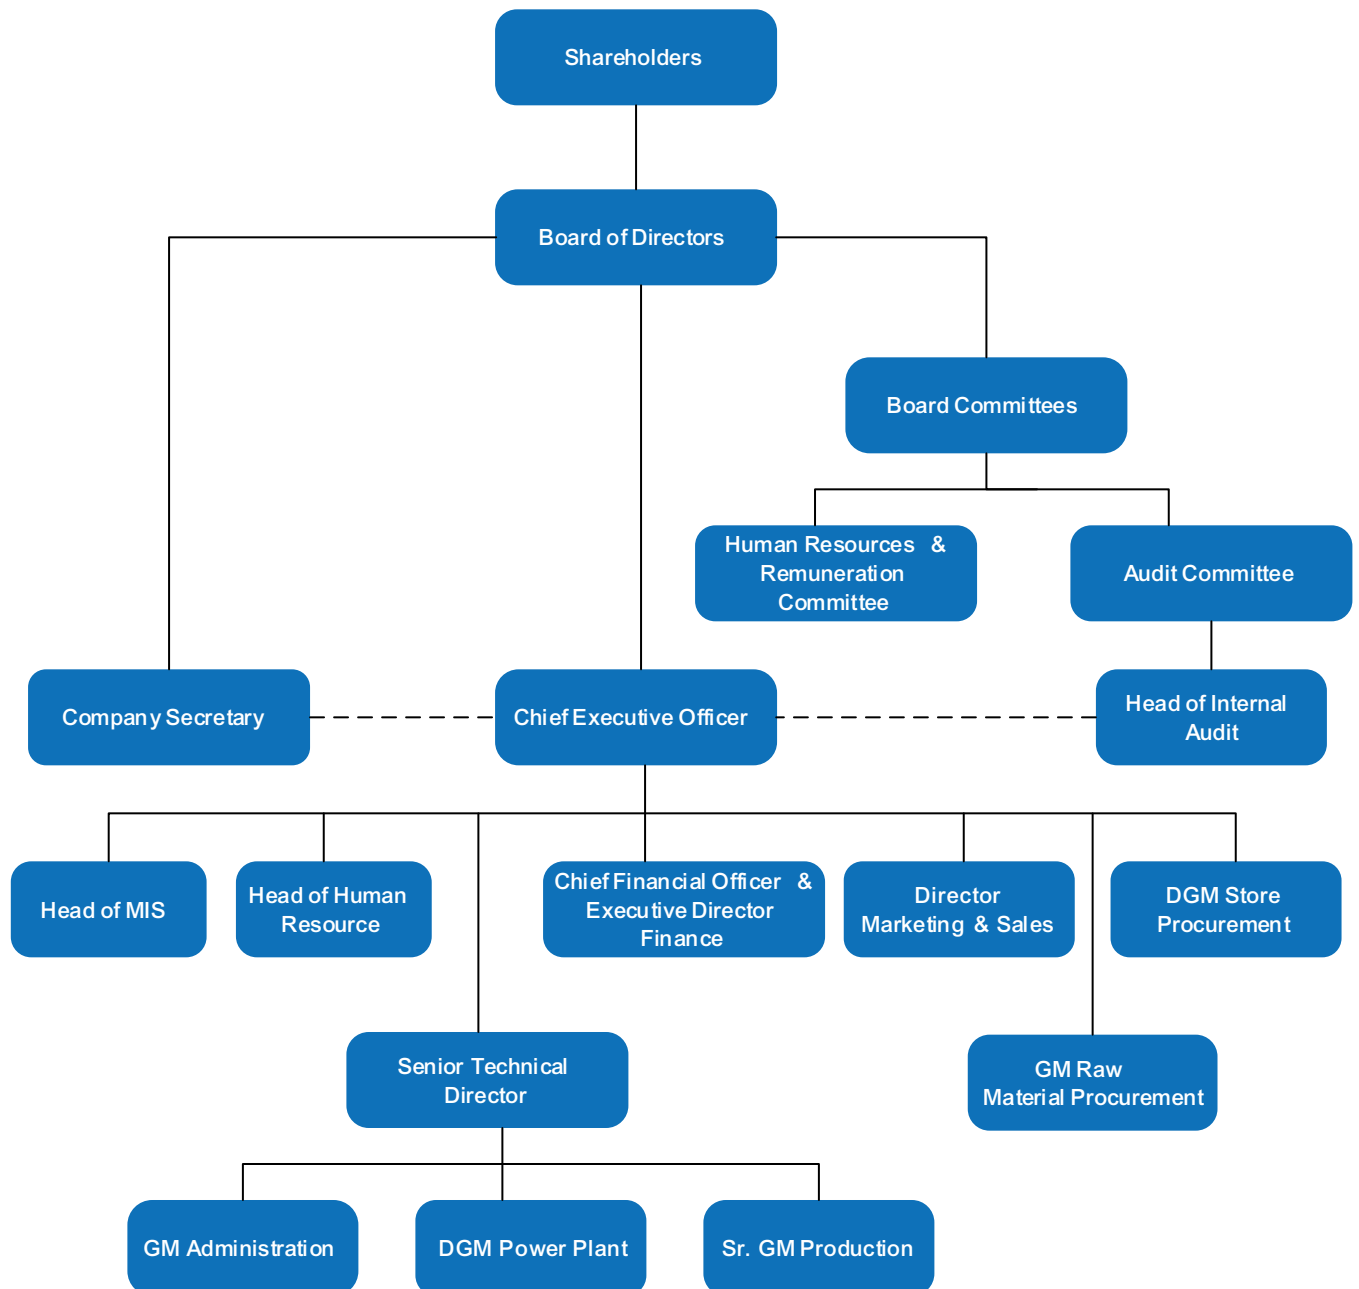 Shareholders
Board of Directors
Board Committees
Human Resources &
Remuneration
Committee
Audit Committee
Company Secretary
Chief Executive Officer
Head of Internal
Audit
Head of MIS
Head of Human
Resource
Chief Financial Officer &
Executive Director
Finance
Director
Marketing & Sales
DGM Store
Procurement
Senior Technical
Director
GM Raw
Material Procurement
GM Administration
DGM Power Plant
Sr. GM Production